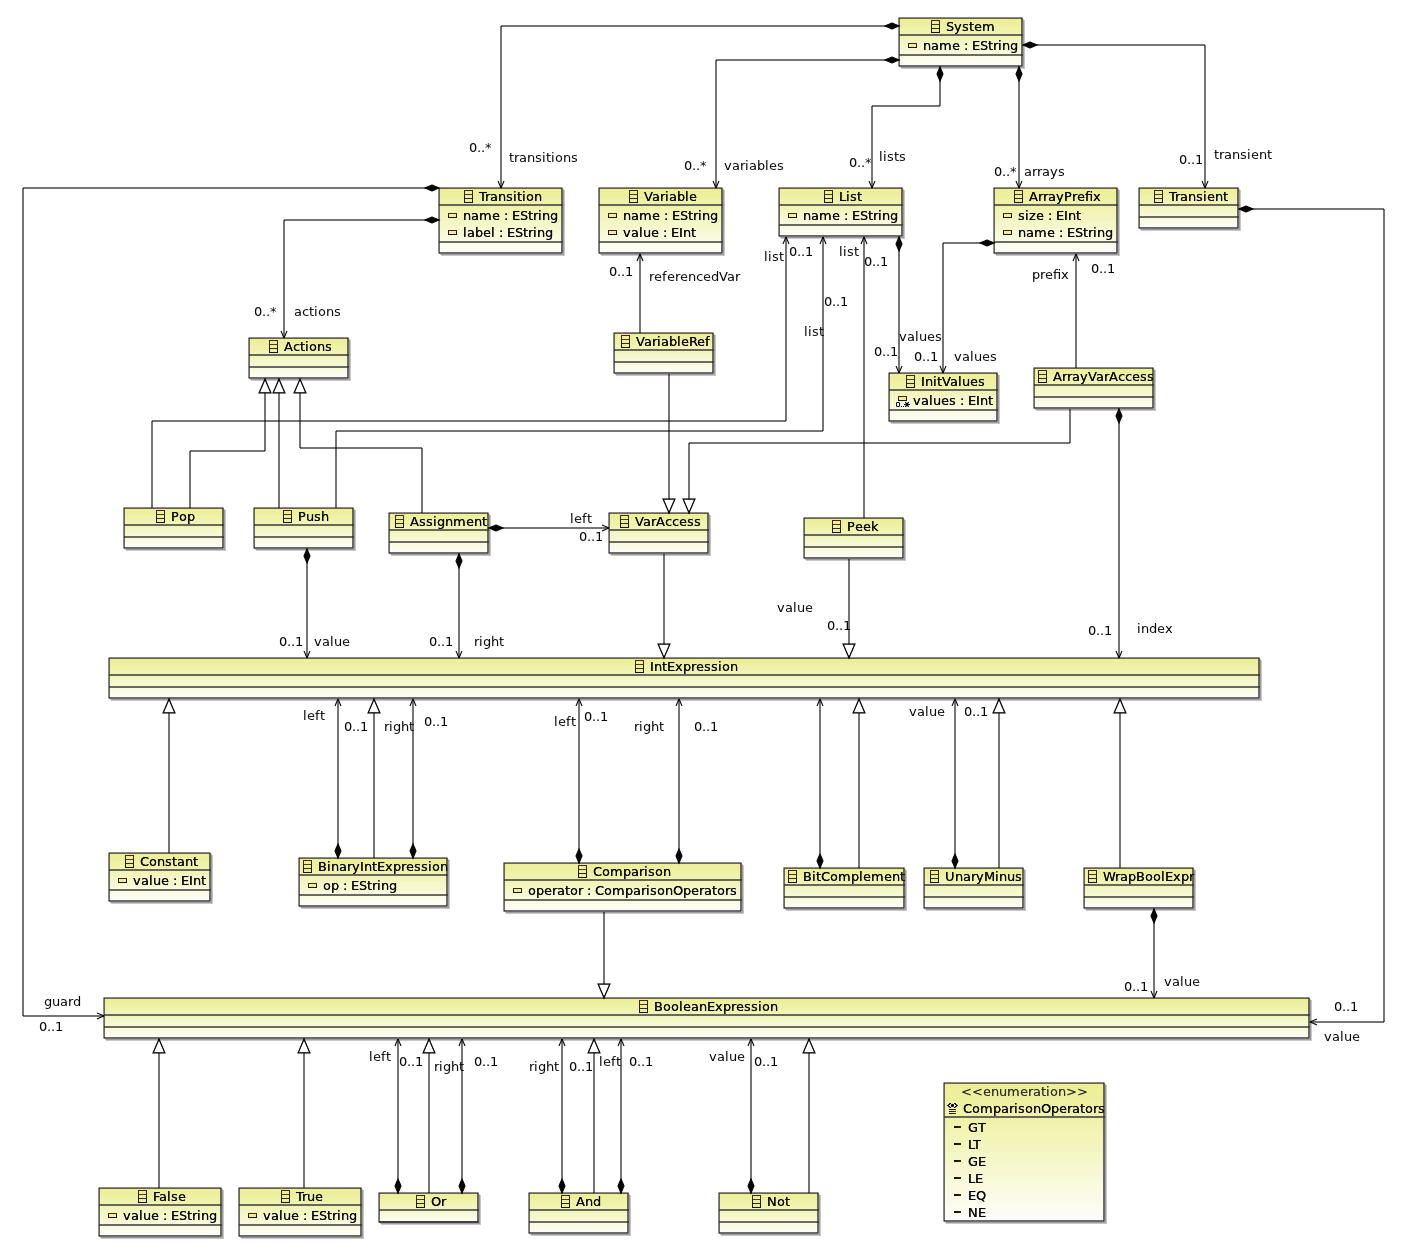 System
name : EString
0..*
transitions
0..*
variables
0..*
lists
0..*
arrays
0..1
transient
Transition
name : EString
label : EString
Variable
name : EString
value : EInt
List
name : EString
ArrayPrefix
size : EInt
name : EString
Transient
list
0..1
list
0..1
0..1
referencedVar
prefix
0..1
0..*
actions
0..1
list
Actions
VariableRef
values
0..1
0..1
values
InitValues
0..*
values : EInt
ArrayVarAccess
Pop
Push
Assignment
left
0..1
VarAccess
Peek
value
0..1
0..1
value
0..1
right
0..1
index
IntExpression
left
0..1
right
0..1
left
0..1
right
0..1
value
0..1
Constant
value : EInt
BinaryIntExpression
op : EString
Comparison
operator : ComparisonOperators
BitComplement
UnaryMinus
WrapBoolExpr
0..1
value
guard
0..1
BooleanExpression
0..1
value
left
0..1
right
0..1
right
0..1
left
0..1
value
0..1
<<enumeration>>
ComparisonOperators
GT
LT
GE
LE
EQ
NE
False
value : EString
True
value : EString
Or
And
Not